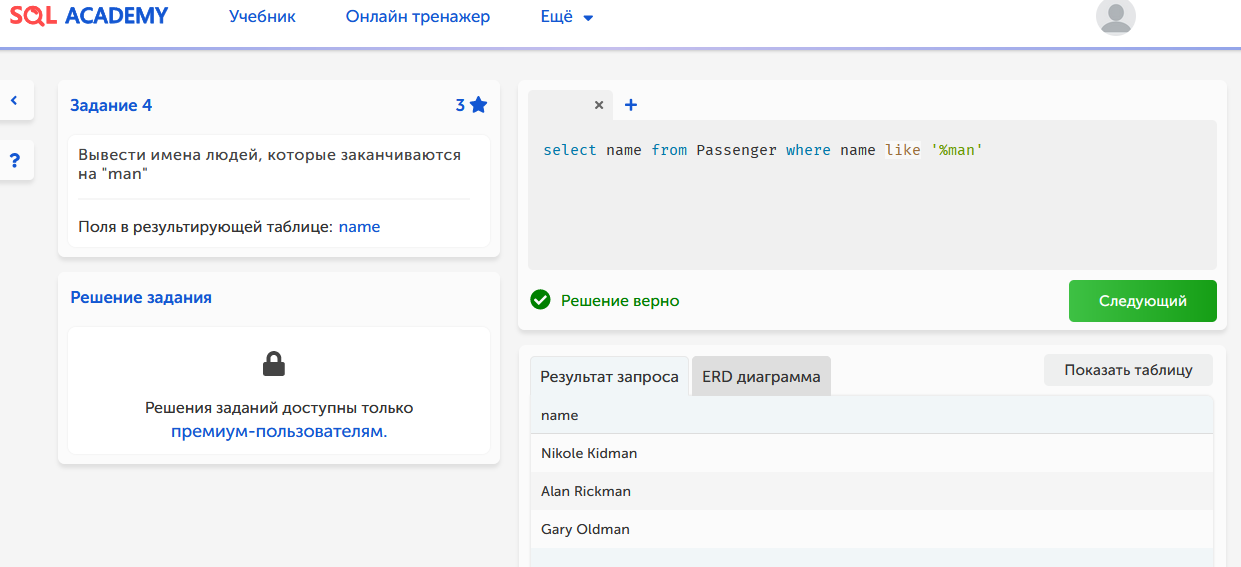 SQL ACADEMY
Учебник
Онлайн тренажер
Ещё
Задание 4
3
Вывести имена людей, которые заканчиваются
на "man"
Поля в результирующей таблице: name
Решение задания
Решения заданий доступны только
премиум-пользователям.
?
select name from Passenger where name like '%man'
Решение верно
Следующий
Результат запроса
ERD диаграмма
Показать таблицу
name
Nikole Kidman
Alan Rickman
Gary Oldman